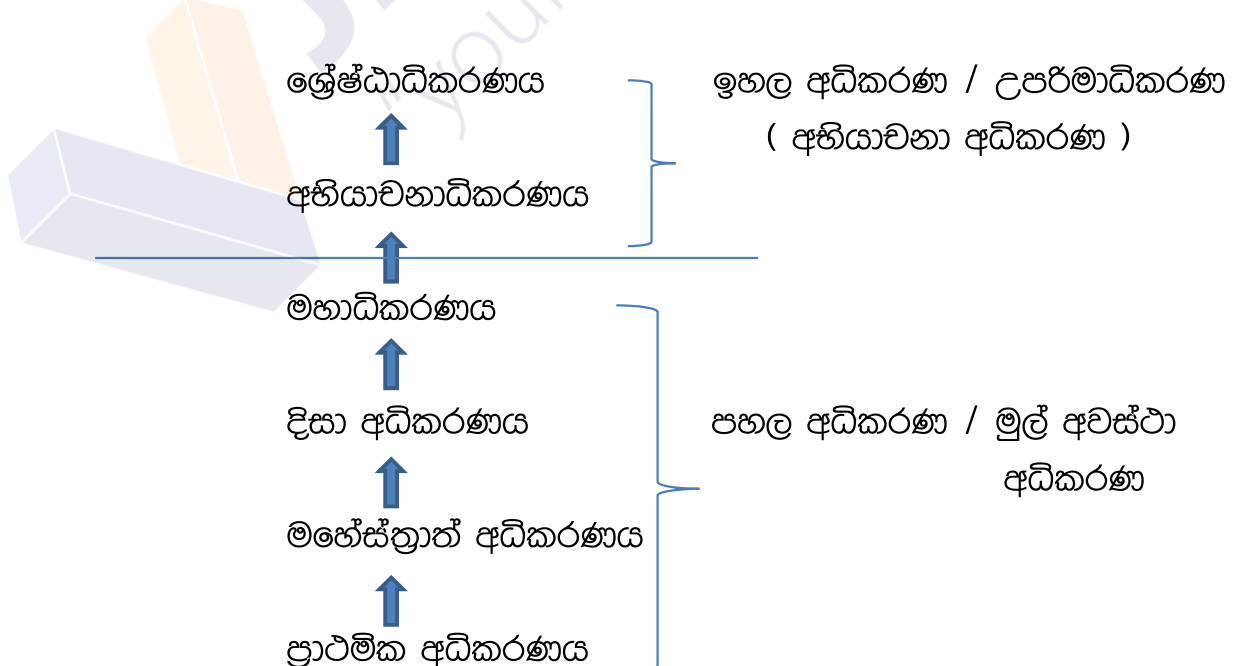 ශ්‍රේෂ්ඨාධිකරණය ඉහල අධිකරණ / උපරිමාධිකරණ
( අභියාචනා අධිකරණ )
අභියාචනාධිකරණය
මහාධිකරණය
දිසා අධිකරණය පහල අධිකරණ / මුල් අවස්ථා
අධිකරණ
මහේස්ත්‍රාත් අධිකරණය
ප්‍රාථමික අධිකරණය